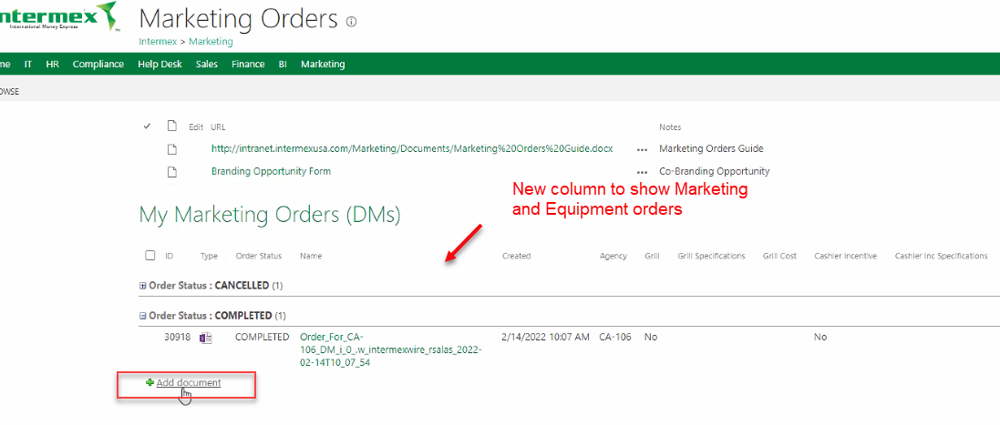 ntermex
International Money Express
Marketing Orders
Intermex > Marketing
me IT HR Compliance Help Desk Sales Finance BI Marketing
OWSE
Edit URL Notes
http://intranet.intermexusa.com/Marketing/Documents/Marketing%20Orders%20Guide.docx ... Marketing Orders Guide
Branding Opportunity Form ... Co-Branding Opportunity
New column to show Marketing
and Equipment orders
My Marketing Orders (DMs)
ID Type Order Status Name Created Agency Grill Grill Specifications Grill Cost Cashier Incentive Cashier Inc Specifications
Order Status : CANCELLED (1)
Order Status : COMPLETED (1)
30918 COMPLETED Order_For_CA- 2/14/2022 10:07 AM CA-106 No No
106_DM_i_0_.w_intermexwire_rsalas_2022-
02-14T10_07_54
Add document